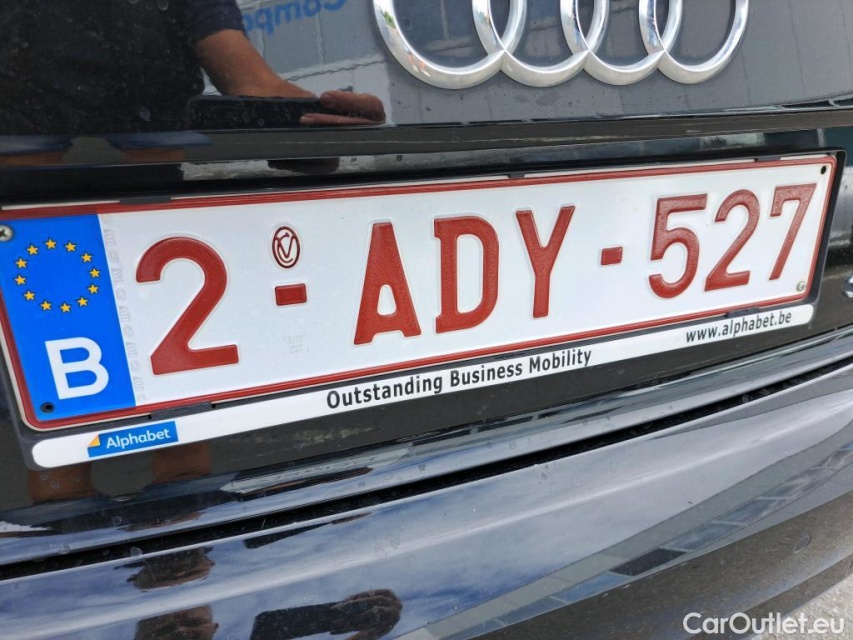 B 2-ADY-527
Outstanding Business Mobility
www.alphabet.be
Alphabet
CarOutlet.eu